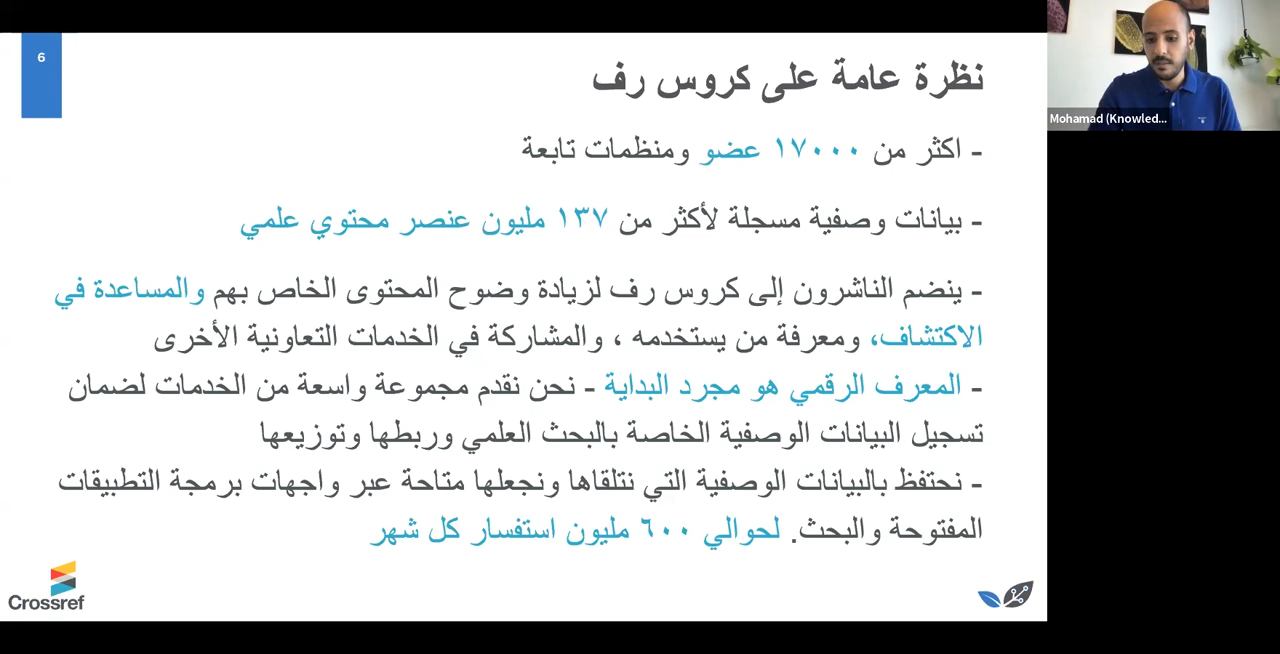 6
نظرة عامة على كروس رف
- اكثر من ١٧٠٠٠ عضو ومنظمات تابعة
- بيانات وصفية مسجلة لأكثر من ١٣٧ مليون عنصر محتوي علمي
- ينضم الناشرون إلى كروس رف لزيادة وضوح المحتوى الخاص بهم والمساعدة في
الاكتشاف، ومعرفة من يستخدمه ، والمشاركة في الخدمات التعاونية الأخرى
- المعرف الرقمي هو مجرد البداية - نحن نقدم مجموعة واسعة من الخدمات لضمان
تسجيل البيانات الوصفية الخاصة بالبحث العلمي وربطها وتوزيعها
- نحتفظ بالبيانات الوصفية التي نتلقاها ونجعلها متاحة عبر واجهات برمجة التطبيقات
المفتوحة والبحث. لحوالي ٦٠٠ مليون استفسار كل شهر
Crossref
Mohamad (Knowled...